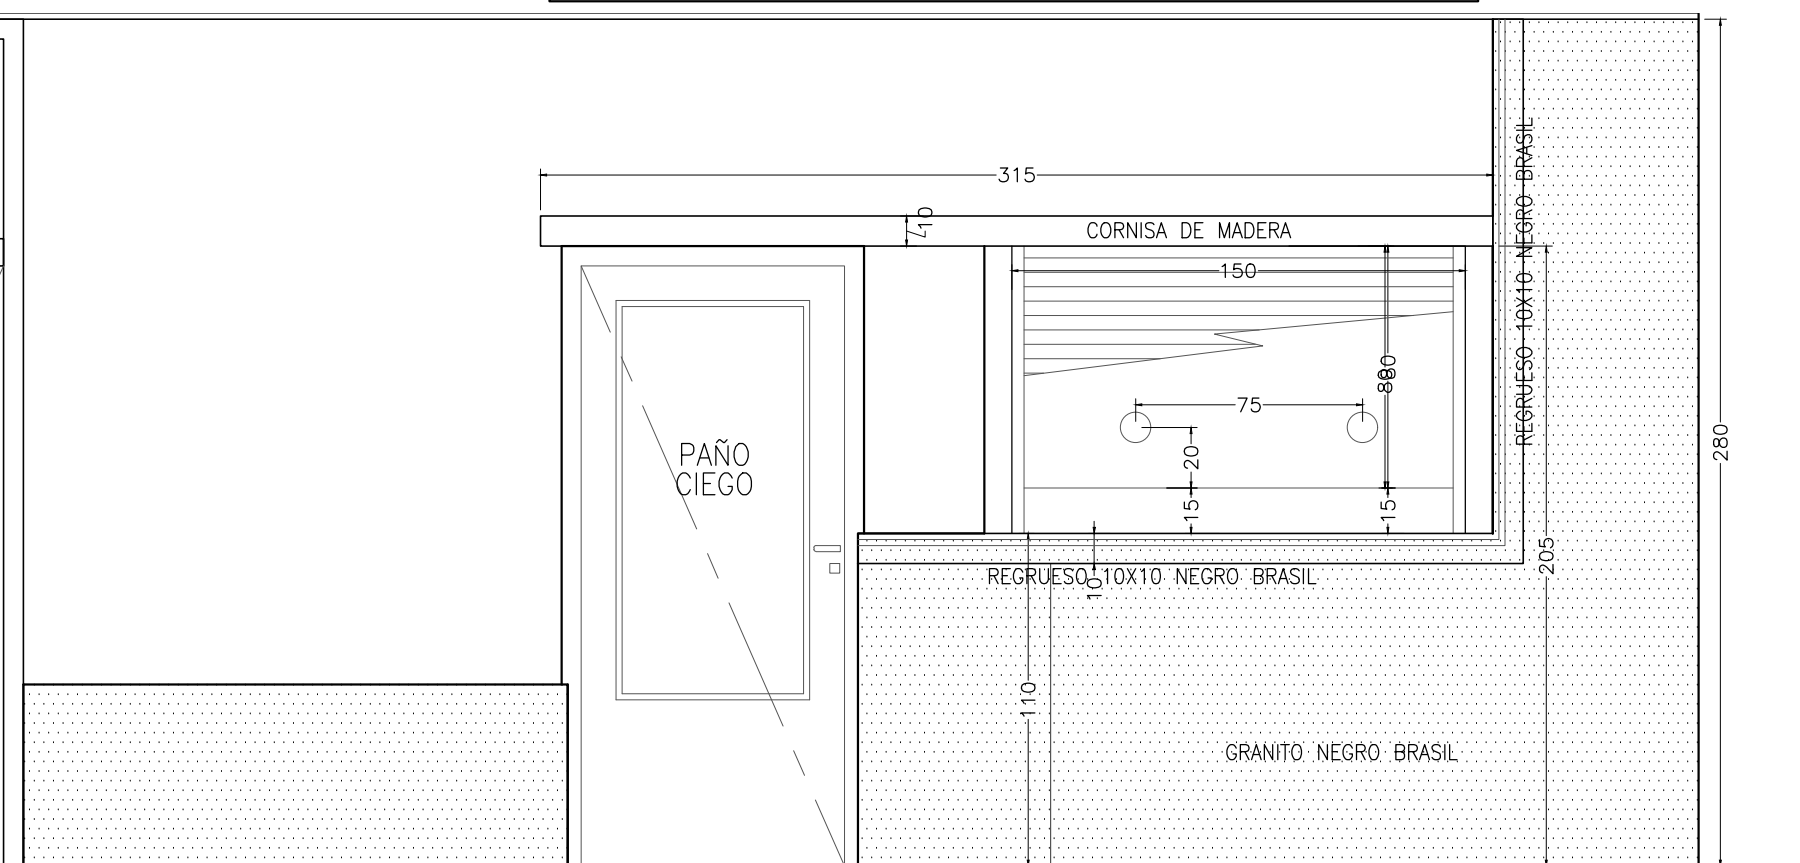 315
10
CORNISA DE MADERA
150
75
80
20
15
15
PAÑO
CIEGO
REGRUESO 10X10 NEGRO BRASIL
280
205
REGRUESO 10X10 NEGRO BRASIL
10
110
GRANITO NEGRO BRASIL